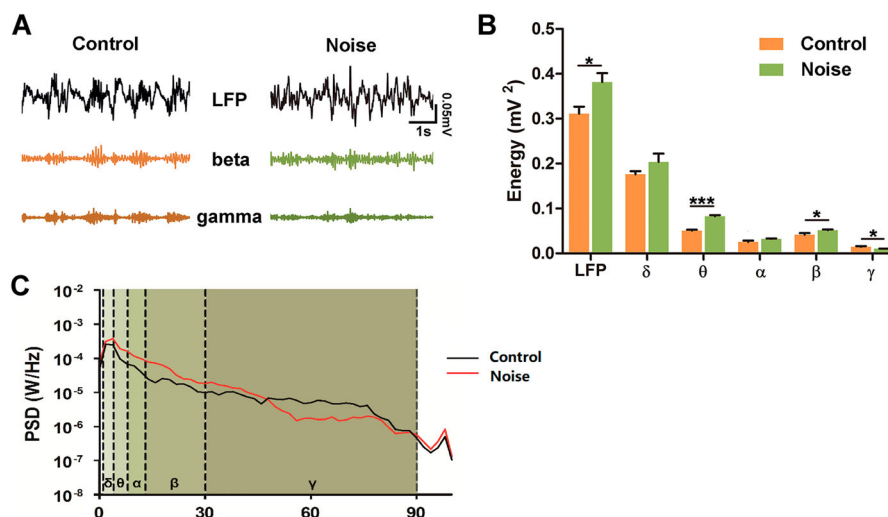 A
Control Noise
LFP
0.05mV
1s
beta
gamma
B
Control
Noise
Energy (mV 2)
0.5
0.4
0.3
0.2
0.1
0.0
* *** * *
LFP δ θ α β γ
C
PSD (W/Hz)
10-2
10-3
10-4
10-5
10-6
10-7
10-8
δ θ α β γ
0 30 60 90
Control
Noise